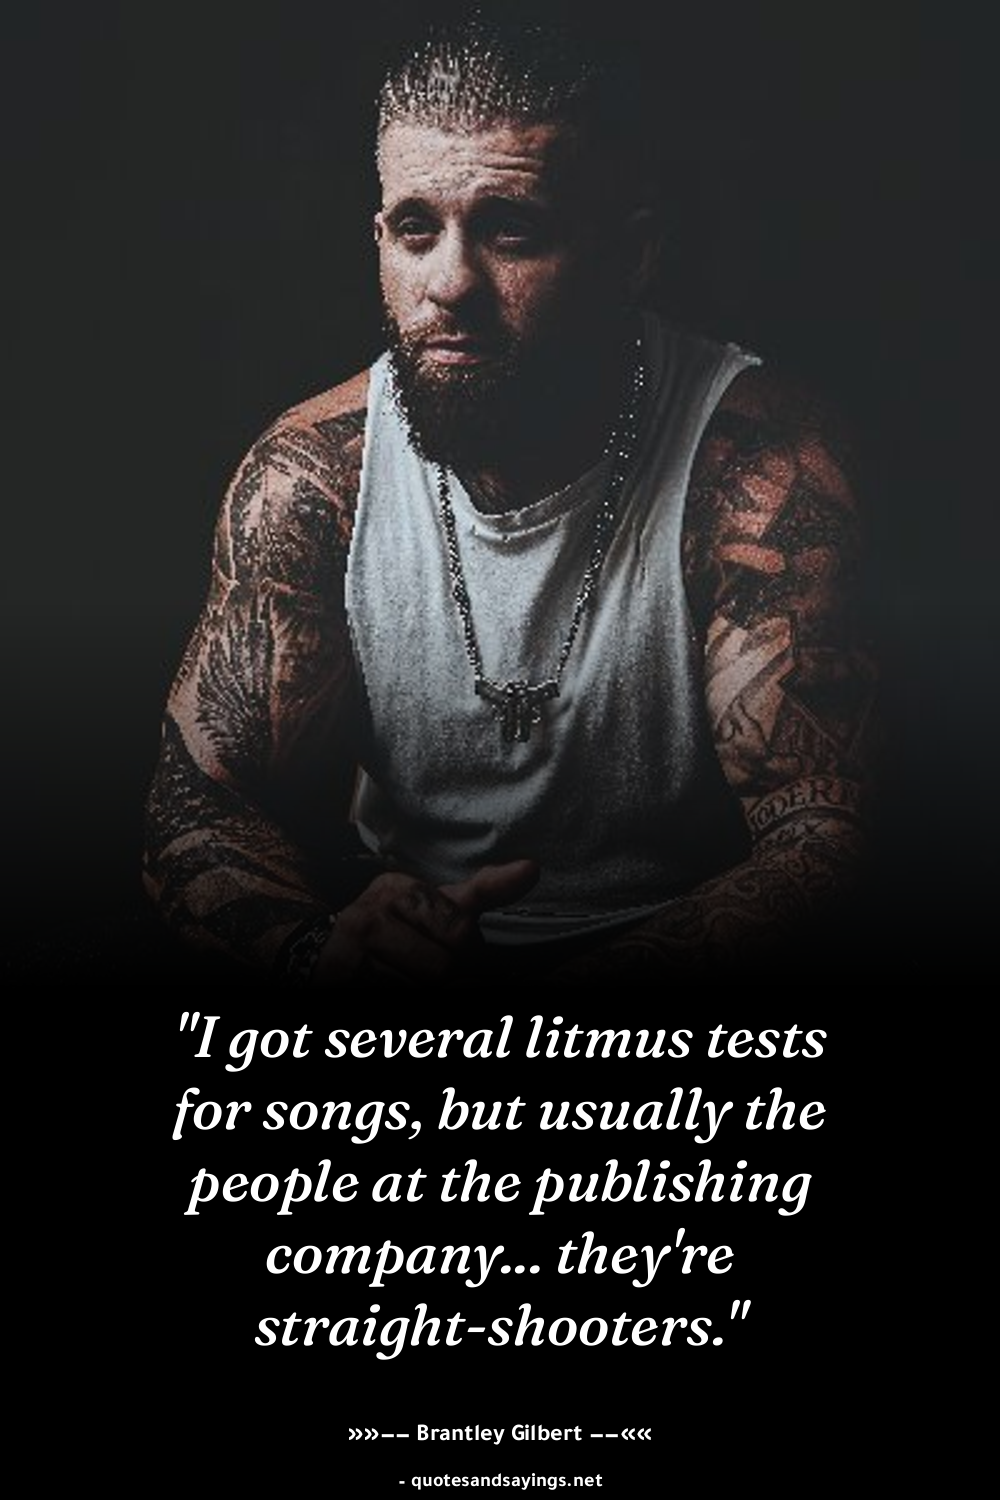 "I got several litmus tests
for songs, but usually the
people at the publishing
company... they're
straight-shooters."
»»–– Brantley Gilbert ––««
- quotesandsayings.net